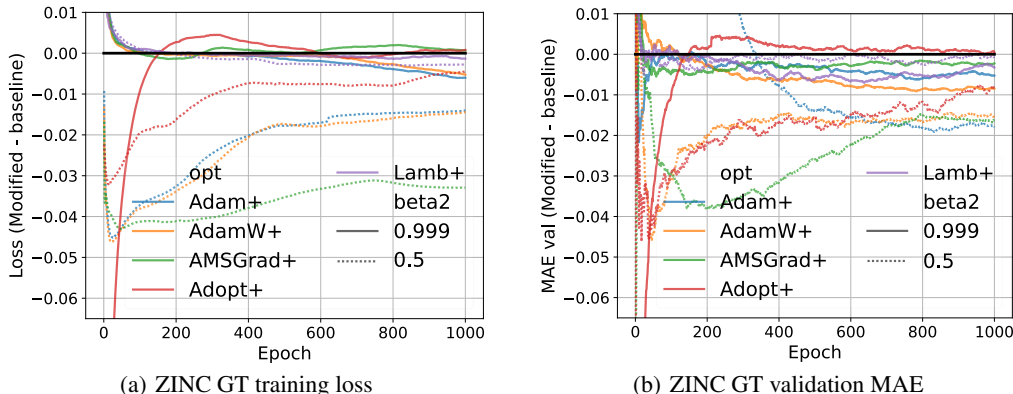 0.01
0.00
−0.01
−0.02
−0.03
−0.04
−0.05
−0.06
Loss (Modified - baseline)
opt
Adam+
AdamW+
AMSGrad+
Adopt+
Lamb+
beta2
0.999
0.5
0 200 400 600 800 1000
Epoch
(a) ZINC GT training loss
0.01
0.00
−0.01
−0.02
−0.03
−0.04
−0.05
−0.06
MAE val (Modified - baseline)
opt
Adam+
AdamW+
AMSGrad+
Adopt+
Lamb+
beta2
0.999
0.5
0 200 400 600 800 1000
Epoch
(b) ZINC GT validation MAE